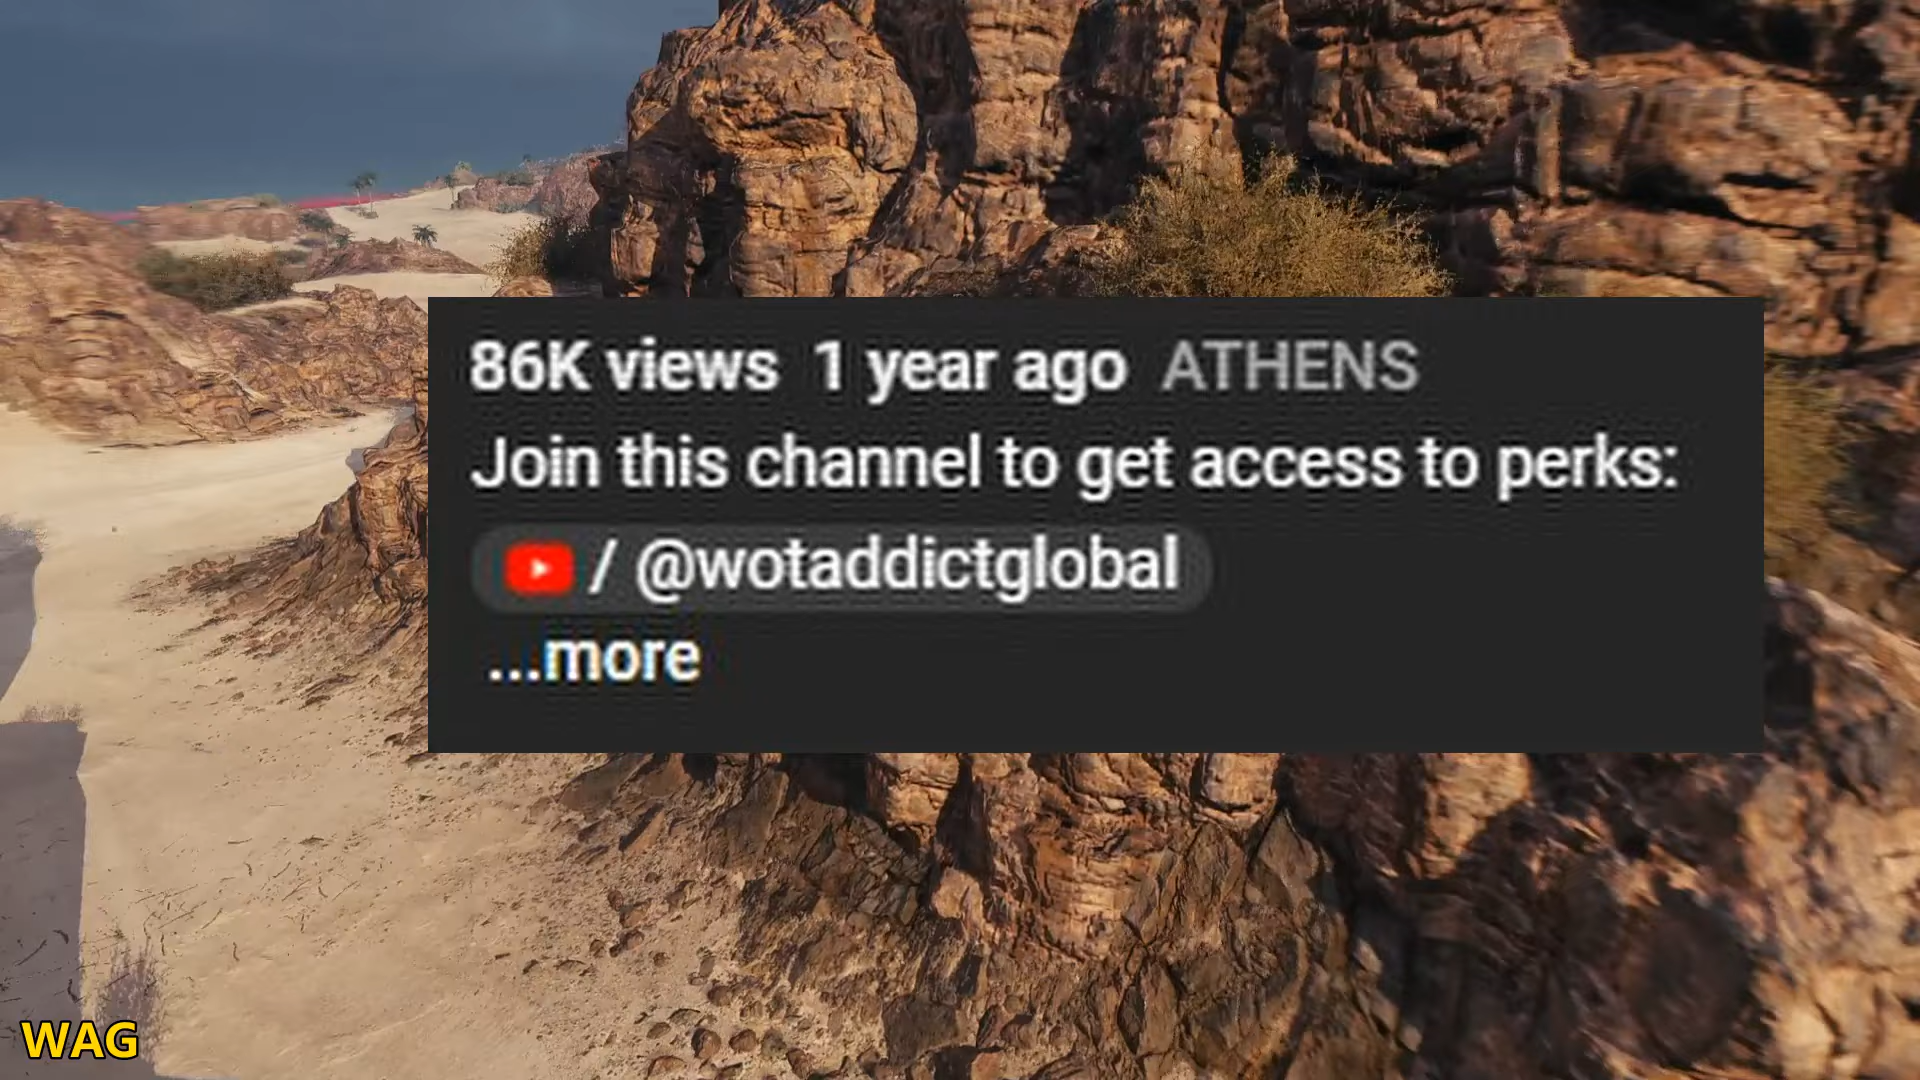 86K views 1 year ago ATHENS
Join this channel to get access to perks:
/ @wotaddictglobal
...more
WAG